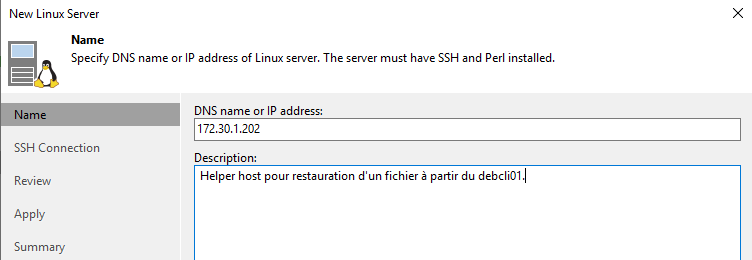 New Linux Server
Name
Specify DNS name or IP address of Linux server. The server must have SSH and Perl installed.
Name
SSH Connection
Review
Apply
Summary
DNS name or IP address:
172.30.1.202
Description:
Helper host pour restauration d'un fichier à partir du debcli01.